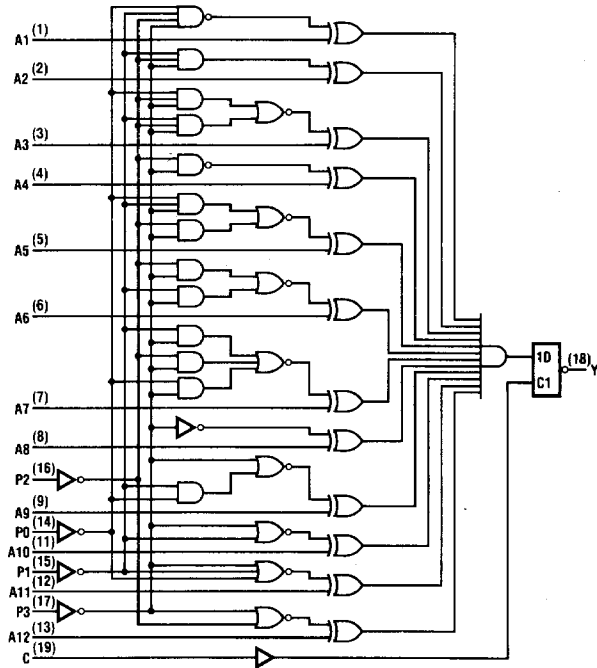 A1 (1)
A2 (2)
A3 (3)
A4 (4)
A5 (5)
A6 (6)
1D
C1
(18) Y
A7 (7)
A8 (8)
P2 (16)
A9 (9)
P0 (14)
A10 (11)
P1 (15)
A11 (12)
P3 (17)
A12 (13)
C (19)